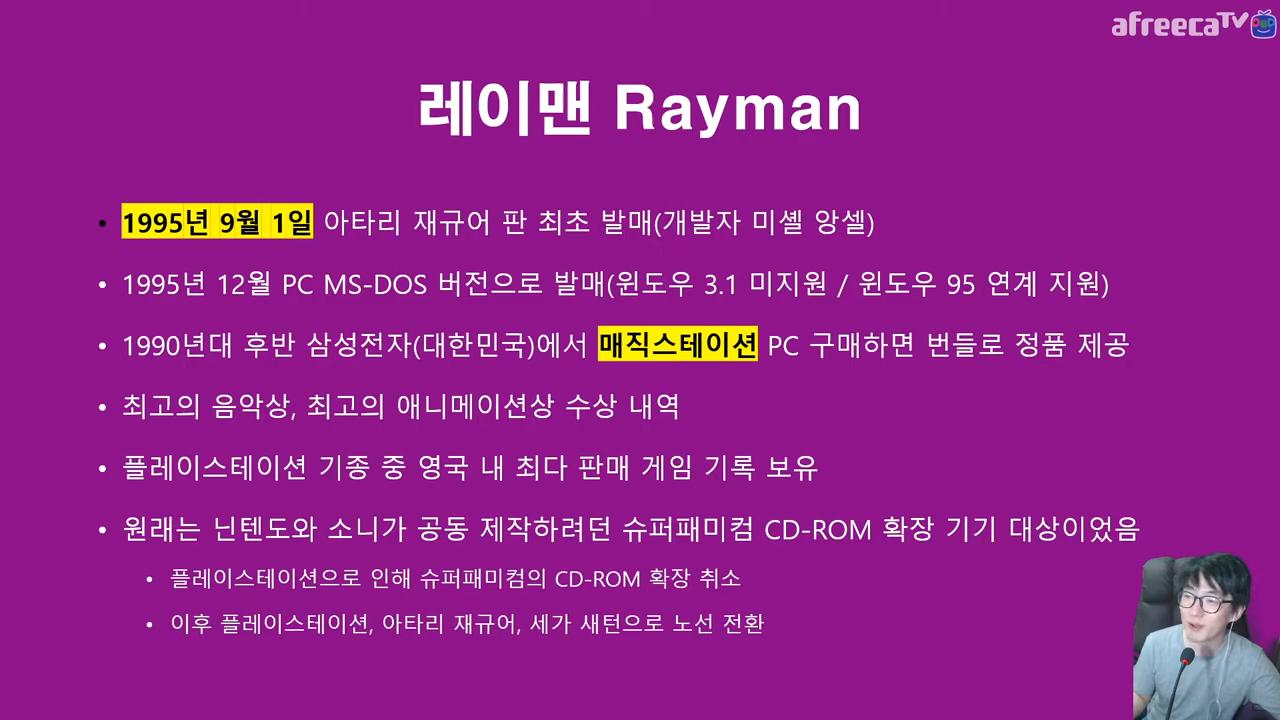 afreecaTV
레이맨 Rayman
• 1995년 9월 1일 아타리 재규어 판 최초 발매(개발자 미셸 앙셀)
• 1995년 12월 PC MS-DOS 버전으로 발매(윈도우 3.1 미지원 / 윈도우 95 연계 지원)
• 1990년대 후반 삼성전자(대한민국)에서 매직스테이션 PC 구매하면 번들로 정품 제공
• 최고의 음악상, 최고의 애니메이션상 수상 내역
• 플레이스테이션 기종 중 영국 내 최다 판매 게임 기록 보유
• 원래는 닌텐도와 소니가 공동 제작하려던 슈퍼패미컴 CD-ROM 확장 기기 대상이었음
• 플레이스테이션으로 인해 슈퍼패미컴의 CD-ROM 확장 취소
• 이후 플레이스테이션, 아타리 재규어, 세가 새턴으로 노선 전환